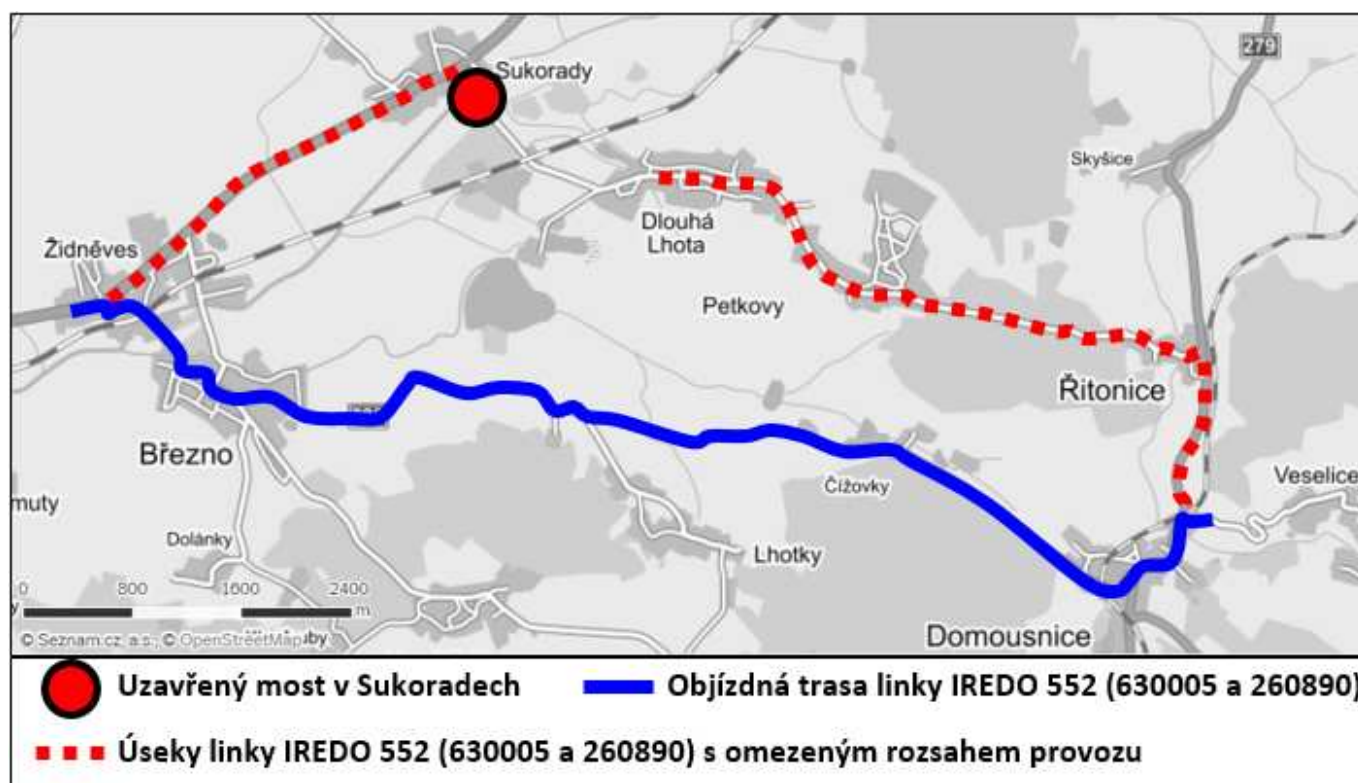 279
Sukorady
Skyšice
Dlouhá
Lhota
Židněves
Petkovy
Řitonice
Březno
Čížovky
Veselice
muty
Dolánky
Lhotky
0 800 1600 2400
m
Domousnice
© Seznam.cz, a.s., © OpenStreetMap
uby
Uzavřený most v Sukoradech
Objízdná trasa linky IREDO 552 (630005 a 260890)
Úseky linky IREDO 552 (630005 a 260890) s omezeným rozsahem provozu